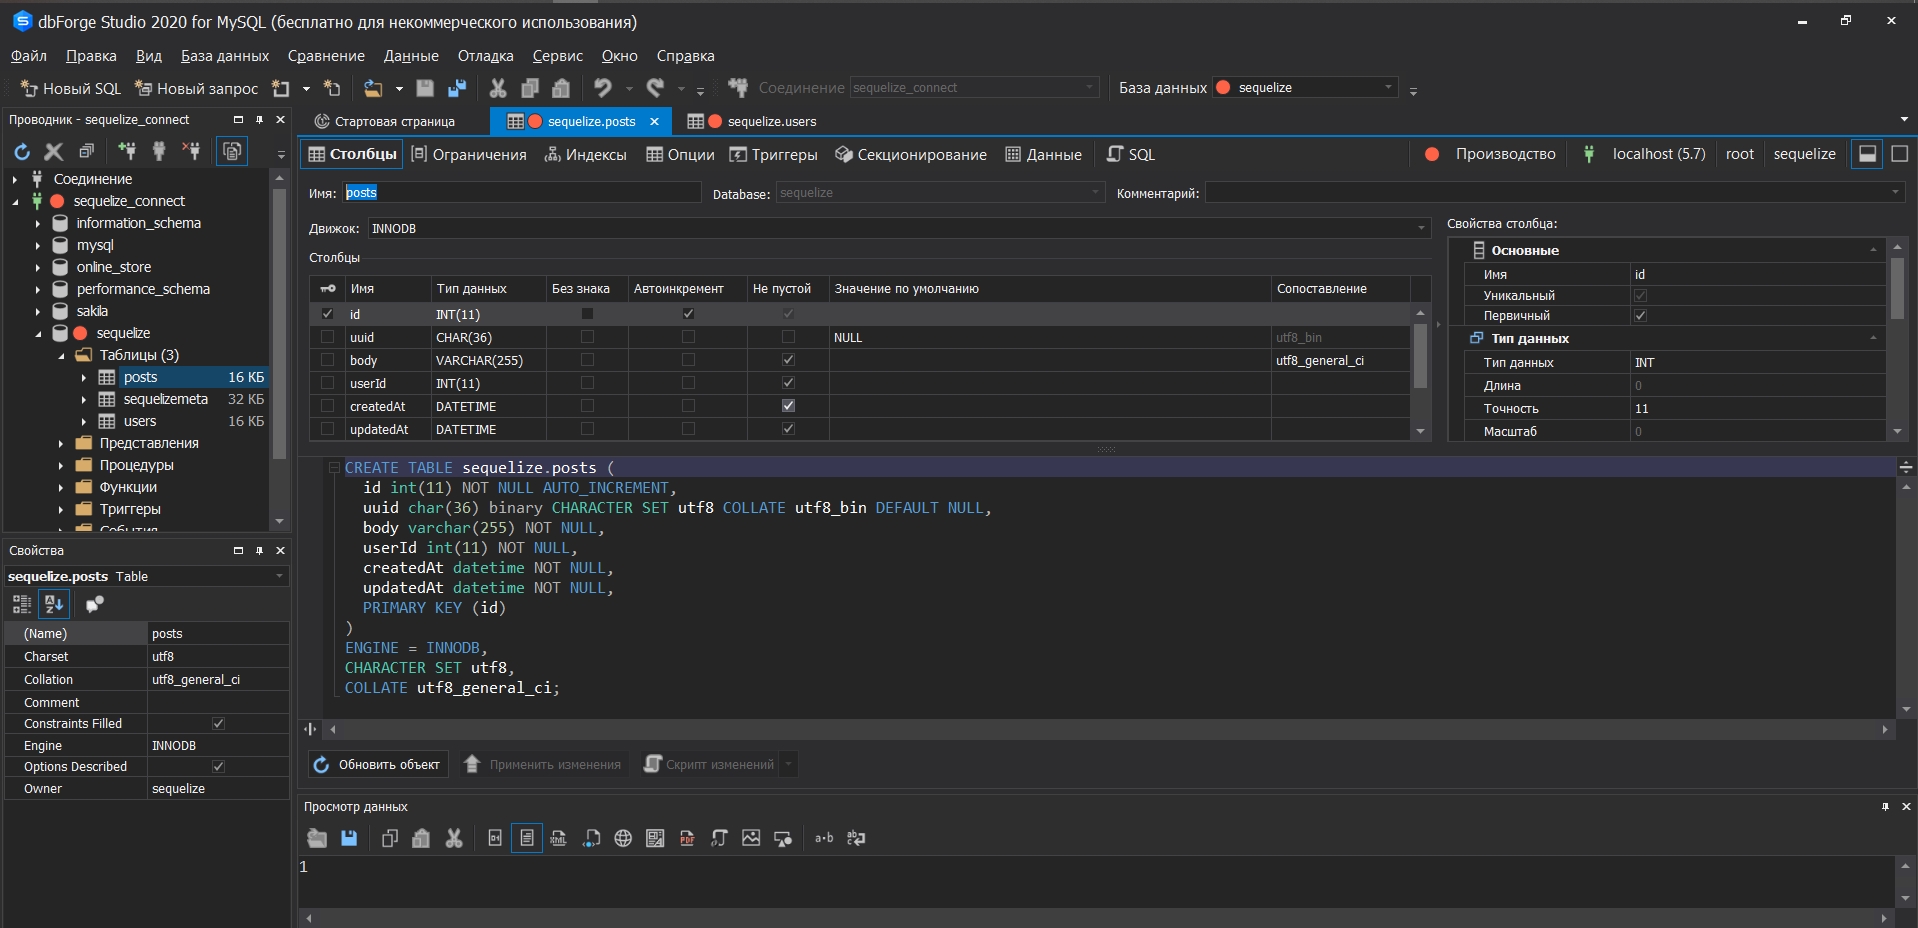 dbForge Studio 2020 for MySQL (бесплатно для некоммерческого использования)
Файл Правка Вид База данных Сравнение Данные Отладка Сервис Окно Справка
Новый SQL Новый запрос Соединение sequelize_connect База данных sequelize
Проводник - sequelize_connect
Соединение
sequelize_connect
information_schema
mysql
online_store
performance_schema
sakila
sequelize
Таблицы (3)
posts 16 КБ
sequelizemeta 32 КБ
users 16 КБ
Представления
Процедуры
Функции
Триггеры
События
Свойства
sequelize.posts Table
(Name) posts
Charset utf8
Collation utf8_general_ci
Comment
Constraints Filled
Engine INNODB
Options Described
Owner sequelize
Стартовая страница sequelize.posts sequelize.users
Столбцы Ограничения Индексы Опции Триггеры Секционирование Данные SQL Производство localhost (5.7) root sequelize
Имя: posts Database: sequelize Комментарий:
Движок: INNODB
Столбцы
Имя Тип данных Без знака Автоинкремент Не пустой Значение по умолчанию Сопоставление
id INT(11)
uuid CHAR(36) NULL utf8_bin
body VARCHAR(255) utf8_general_ci
userId INT(11)
createdAt DATETIME
updatedAt DATETIME
Свойства столбца:
Основные
Имя id
Уникальный
Первичный
Тип данных
Тип данных INT
Длина 0
Точность 11
Масштаб 0
CREATE TABLE sequelize.posts (
id int(11) NOT NULL AUTO_INCREMENT,
uuid char(36) binary CHARACTER SET utf8 COLLATE utf8_bin DEFAULT NULL,
body varchar(255) NOT NULL,
userId int(11) NOT NULL,
createdAt datetime NOT NULL,
updatedAt datetime NOT NULL,
PRIMARY KEY (id)
)
ENGINE = INNODB,
CHARACTER SET utf8,
COLLATE utf8_general_ci;
Обновить объект Применить изменения Скрипт изменений
Просмотр данных
1